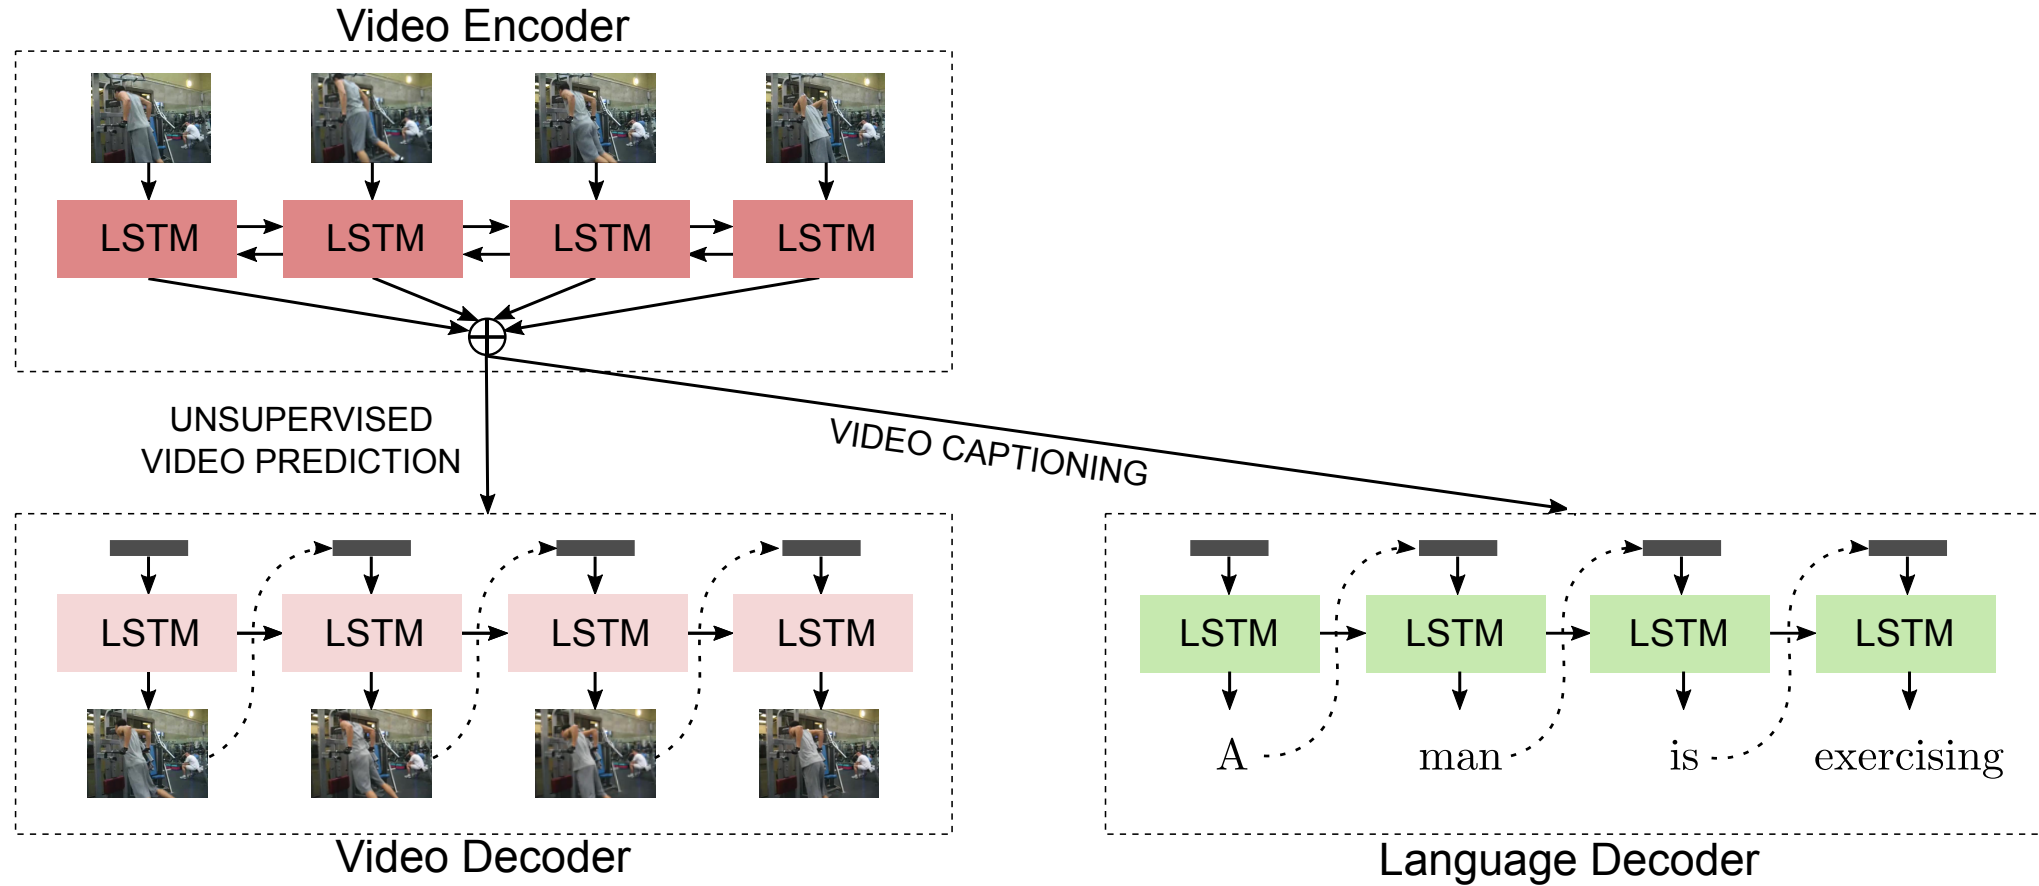 Video Encoder
LSTM LSTM LSTM LSTM
UNSUPERVISED
VIDEO PREDICTION
VIDEO CAPTIONING
LSTM LSTM LSTM LSTM
Video Decoder
LSTM LSTM LSTM LSTM
A man is exercising
Language Decoder